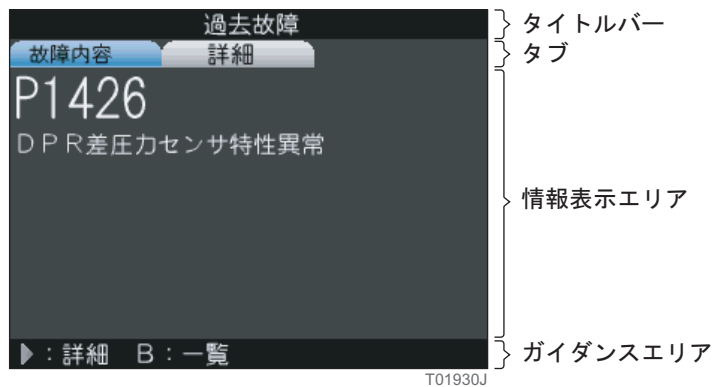 過去故障
タイトルバー
故障内容 詳細
タブ
P1426
ＤＰＲ差圧力センサ特性異常
情報表示エリア
▶：詳細　Ｂ：一覧
ガイダンスエリア
T01930J